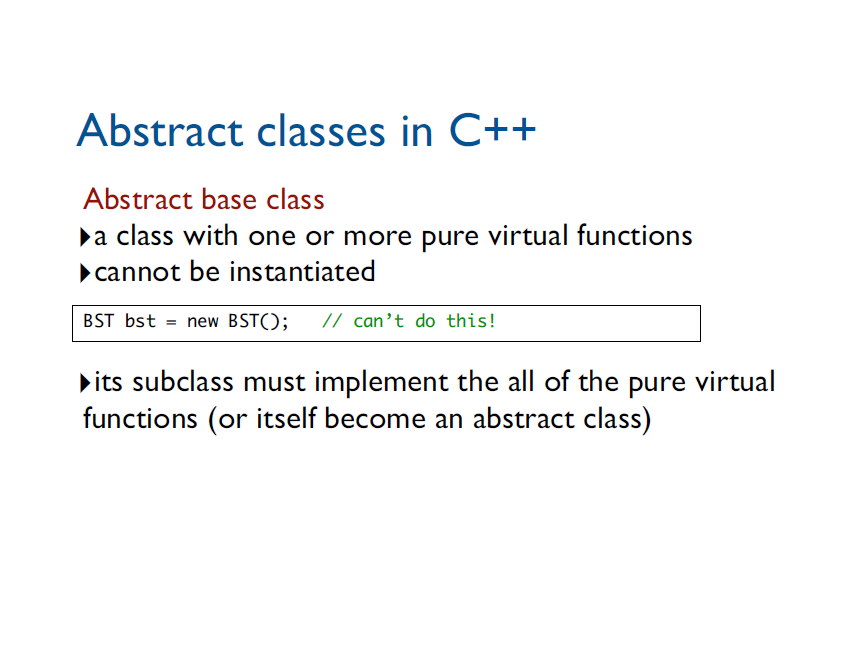 Abstract classes in C++
Abstract base class
▸a class with one or more pure virtual functions
▸cannot be instantiated
BST bst = new BST();   // can’t do this!
▸its subclass must implement the all of the pure virtual
functions (or itself become an abstract class)